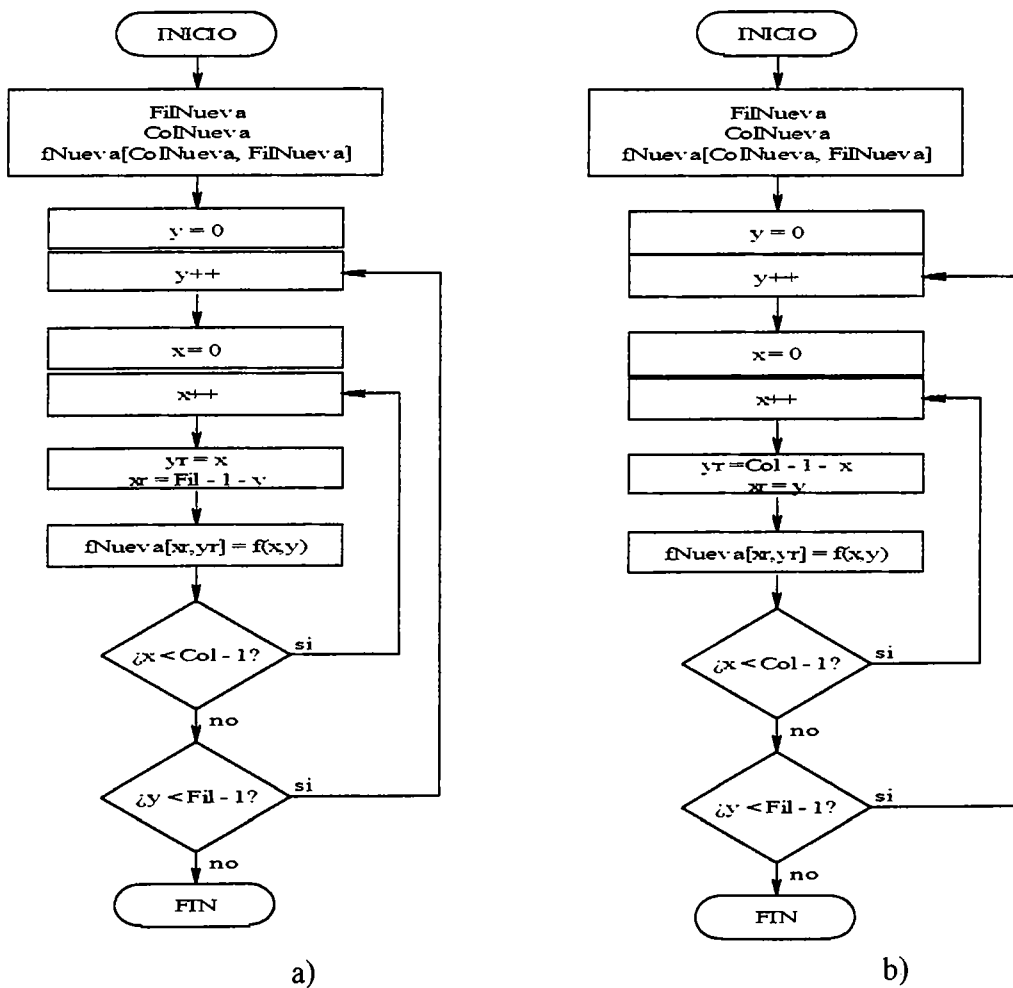 INICIO
FilNueva
ColNueva
fNueva[ColNueva, FilNueva]
y = 0
y++
x = 0
x++
yr = x
xr = Fil - 1 - y
fNueva[xr,yr] = f(x,y)
¿x < Col - 1?
si
no
¿y < Fil - 1?
si
no
FIN
a)
INICIO
FilNueva
ColNueva
fNueva[ColNueva, FilNueva]
y = 0
y++
x = 0
x++
yr =Col - 1 - x
xr = y
fNueva[xr,yr] = f(x,y)
¿x < Col - 1?
si
no
¿y < Fil - 1?
si
no
FIN
b)